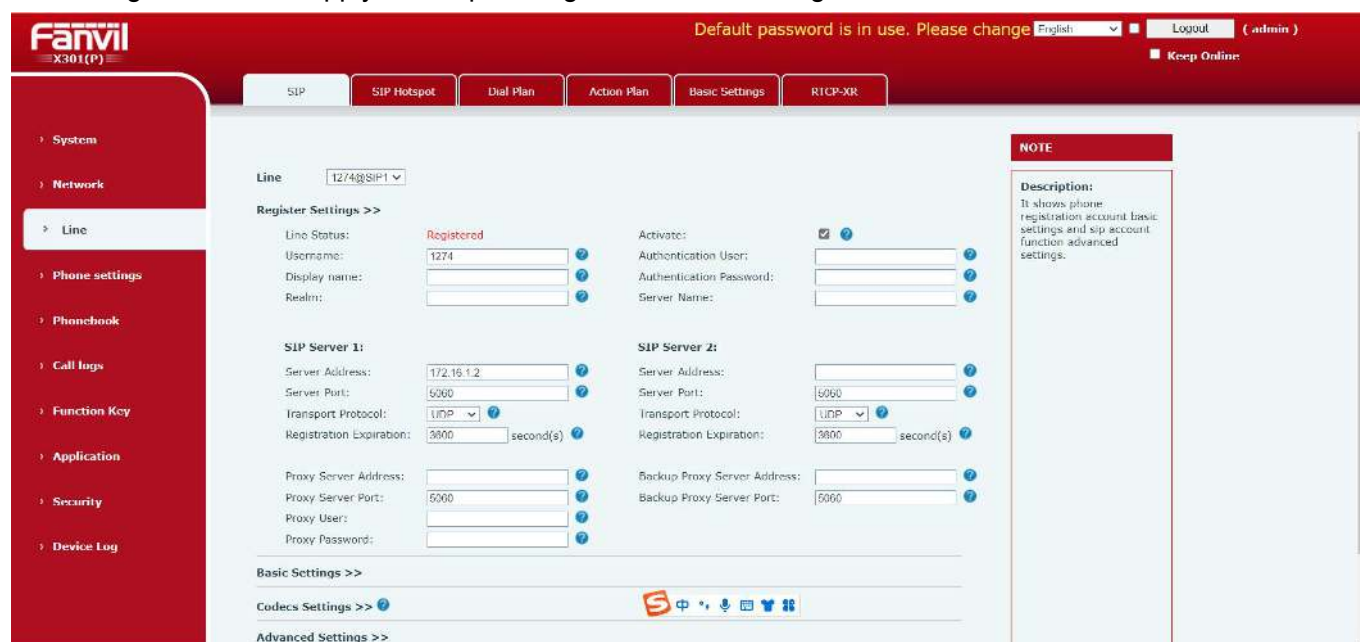 Fanvil
X301(P)
Default password is in use. Please change
English
Logout
( admin )
Keep Online
SIP
SIP Hotspot
Dial Plan
Action Plan
Basic Settings
RTCP-XR
› System
› Network
› Line
› Phone settings
› Phonebook
› Call logs
› Function Key
› Application
› Security
› Device Log
Line 1274@SIP1
Register Settings >>
Line Status: Registered Activate:
Username: 1274 Authentication User:
Display name: Authentication Password:
Realm: Server Name:
SIP Server 1: SIP Server 2:
Server Address: 172.16.1.2 Server Address:
Server Port: 5060 Server Port: 5060
Transport Protocol: UDP Transport Protocol: UDP
Registration Expiration: 3600 second(s) Registration Expiration: 3600 second(s)
Proxy Server Address: Backup Proxy Server Address:
Proxy Server Port: 5060 Backup Proxy Server Port: 5060
Proxy User:
Proxy Password:
Basic Settings >>
Codecs Settings >>
中
Advanced Settings >>
NOTE
Description:
It shows phone
registration account basic
settings and sip account
function advanced
settings.